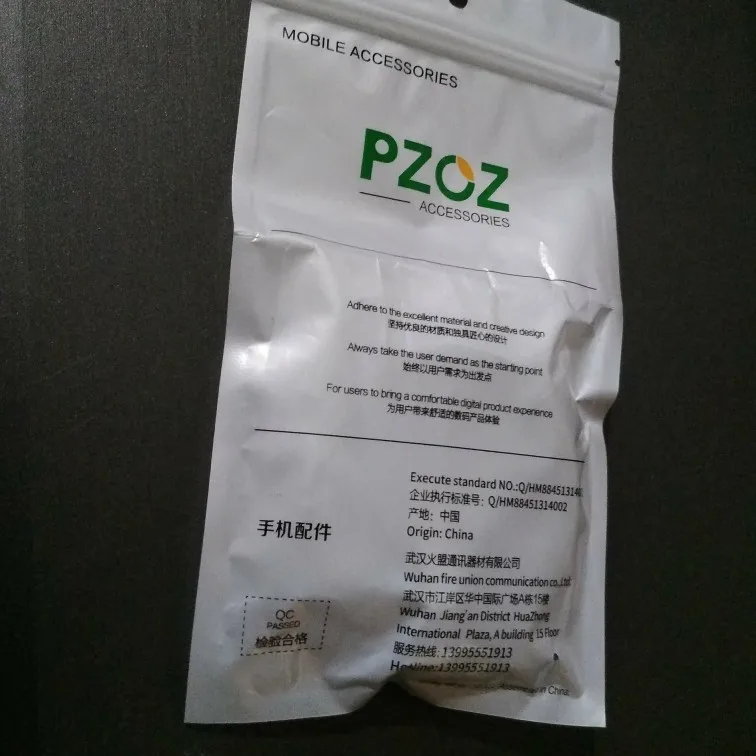 MOBILE ACCESSORIES
PZOZ
ACCESSORIES
Adhere to the excellent material and creative design
坚持优良的材质和独具匠心的设计
Always take the user demand as the starting point
始终以用户需求为出发点
For users to bring a comfortable digital product experience
为用户带来舒适的数码产品体验
Execute standard NO.:Q/HM88451314002
企业执行标准号：Q/HM88451314002
产地：中国
Origin: China
手机配件
武汉火盟通讯器材有限公司
Wuhan fire union communication co.,Ltd
武汉市江岸区华中国际广场A栋15楼
Wuhan Jiang'an District HuaZhong
International Plaza, A building 15 Floor
服务热线:13995551913
Hotline:13995551913
QC
PASSED
检验合格
in China